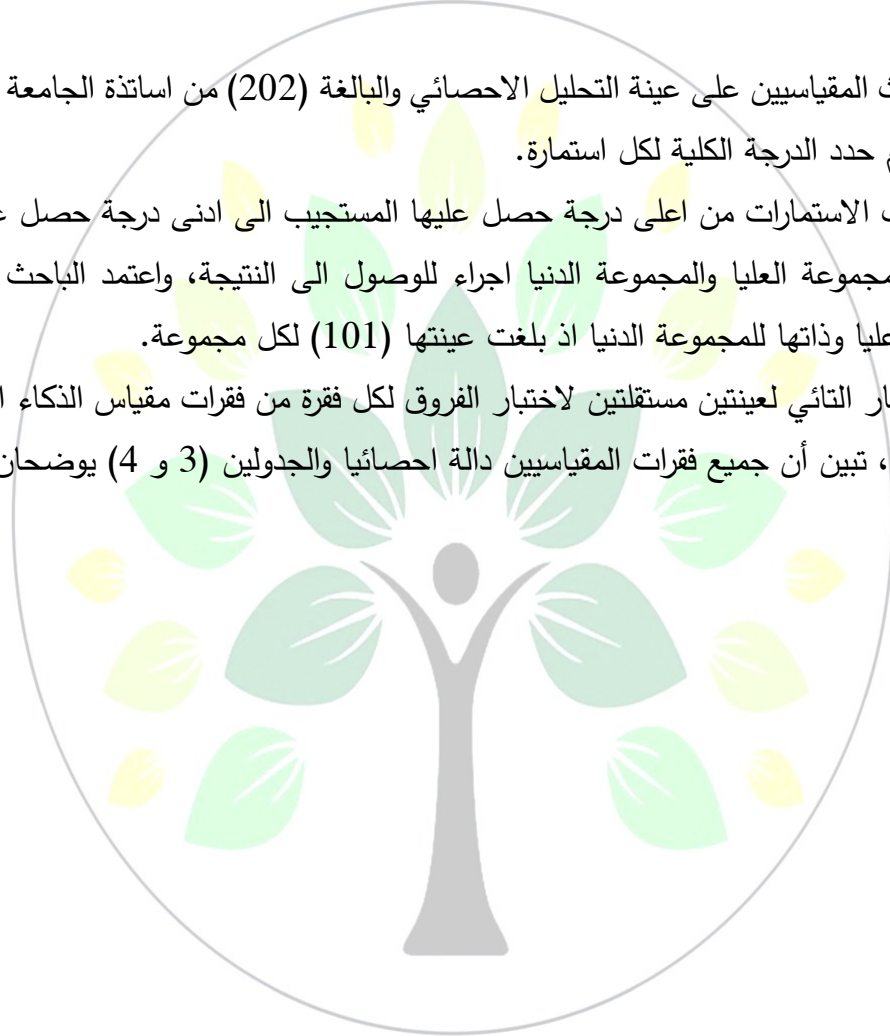 المقياسيين على عينة التحليل الاحصائي والبالغة (202) من اساتذة الجامعة
حدد الدرجة الكلية لكل استمارة.
الاستمارات من اعلى درجة حصل عليها المستجيب الى ادنى درجة حصل
مجموعة العليا والمجموعة الدنيا اجراء للوصول الى النتيجة، واعتمد الباحث
عليا وذاتها للمجموعة الدنيا اذ بلغت عينتها (101) لكل مجموعة.
التائي لعينتين مستقلتين لاختبار الفروق لكل فقرة من فقرات مقياس الذكاء
، تبين أن جميع فقرات المقياسيين دالة احصائيا والجدولين (3 و 4) يوضحان